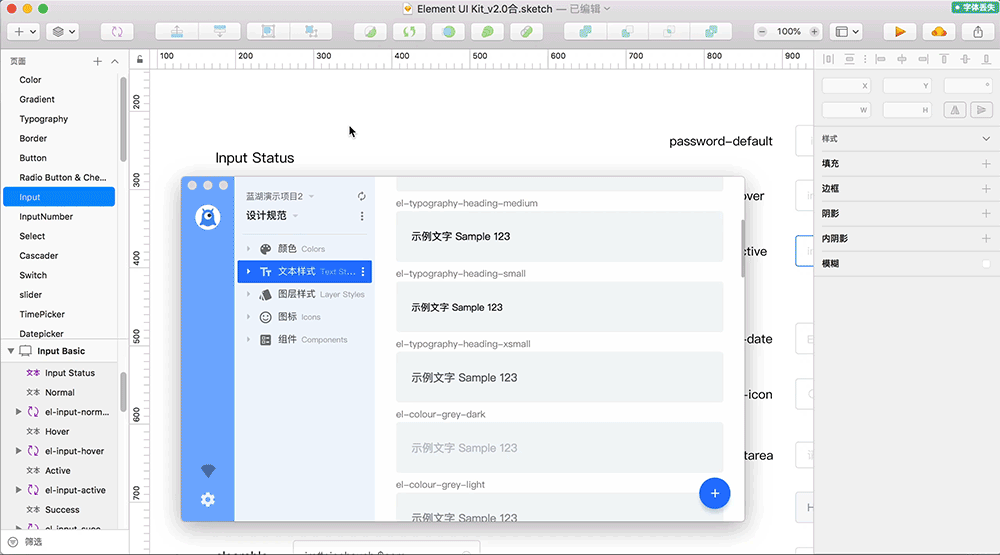 Element UI Kit_v2.0合.sketch — 已编辑
字体丢失
100%
页面
100
200
300
400
500
600
700
800
900
Color
Gradient
Typography
Border
Button
Radio Button & Che...
Input
InputNumber
Select
Cascader
Switch
slider
TimePicker
Datepicker
Input Basic
文本 Input Status
文本 Normal
el-input-norm...
文本 Hover
el-input-hover
文本 Active
el-input-active
文本 Success
el-input-succ...
筛选
200
300
400
500
600
700
Input Status
password-default
over
ctive
-date
-icon
tarea
蓝湖演示项目2
设计规范
颜色 Colors
文本样式 Text St...
图层样式 Layer Styles
图标 Icons
组件 Components
el-typography-heading-medium
示例文字 Sample 123
el-typography-heading-small
示例文字 Sample 123
el-typography-heading-xsmall
示例文字 Sample 123
el-colour-grey-dark
示例文字 Sample 123
el-colour-grey-light
示例文字 Sample 123
X
Y
°
W
H
样式
填充
边框
阴影
内阴影
模糊